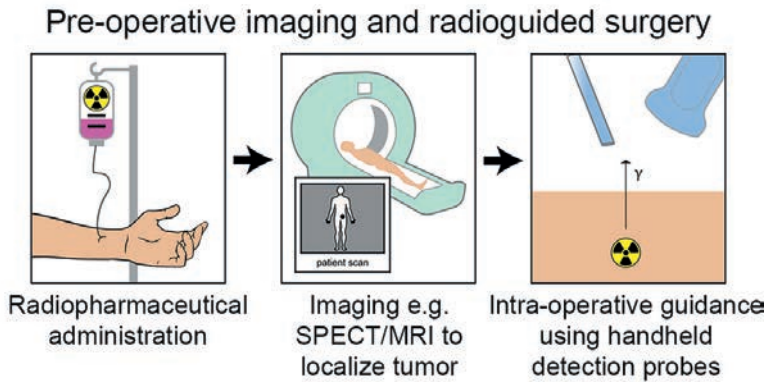 Pre-operative imaging and radioguided surgery
patient scan
γ
Radiopharmaceutical
administration
Imaging e.g.
SPECT/MRI to
localize tumor
Intra-operative guidance
using handheld
detection probes